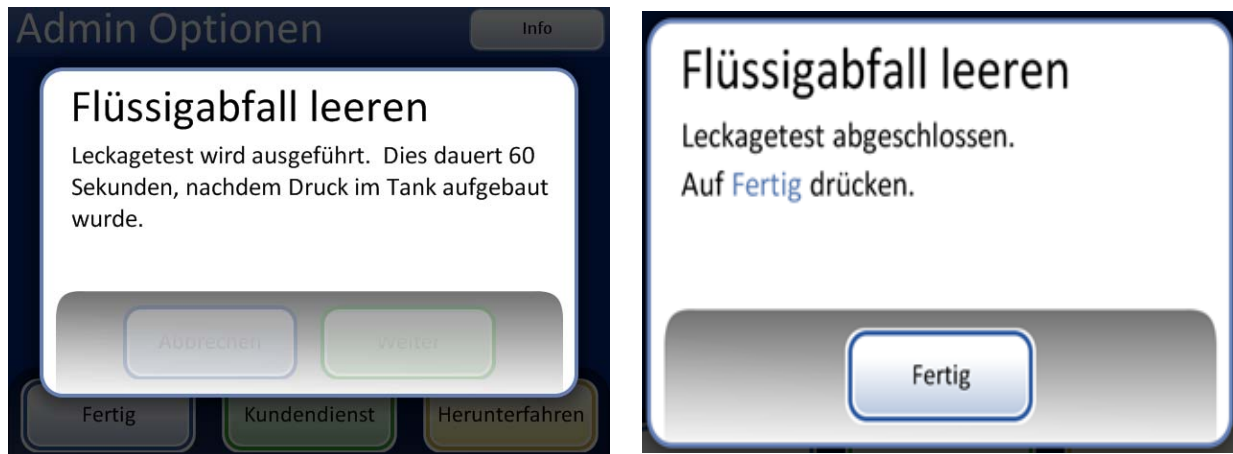 Admin Optionen
Info
Flüssigabfall leeren
Leckagetest wird ausgeführt. Dies dauert 60
Sekunden, nachdem Druck im Tank aufgebaut
wurde.
Abbrechen
Weiter
Fertig
Kundendienst
Herunterfahren
Flüssigabfall leeren
Leckagetest abgeschlossen.
Auf Fertig drücken.
Fertig